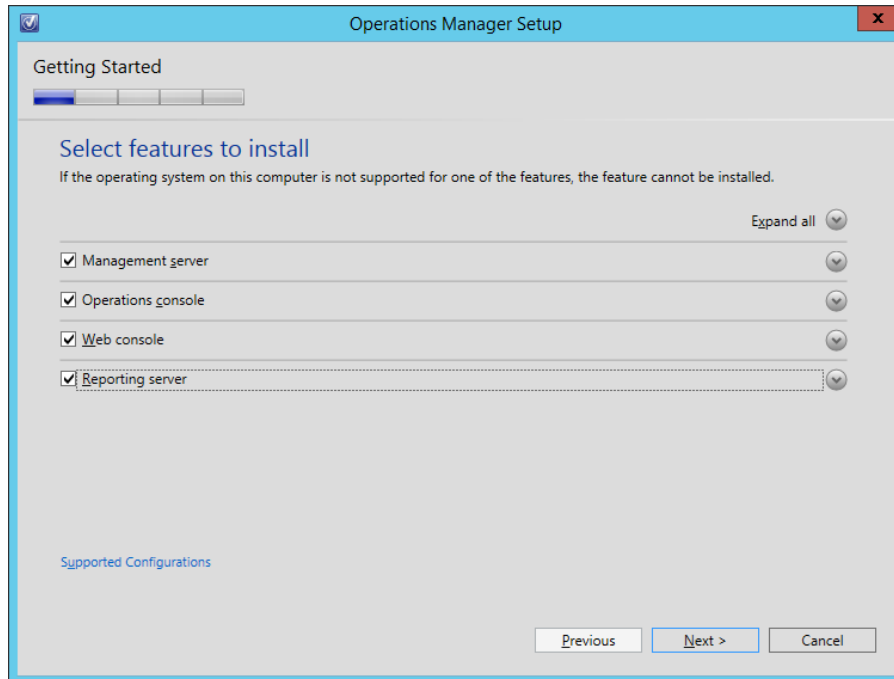 Operations Manager Setup
x
Getting Started
Select features to install
If the operating system on this computer is not supported for one of the features, the feature cannot be installed.
Expand all
Management server
Operations console
Web console
Reporting server
Supported Configurations
Previous Next > Cancel